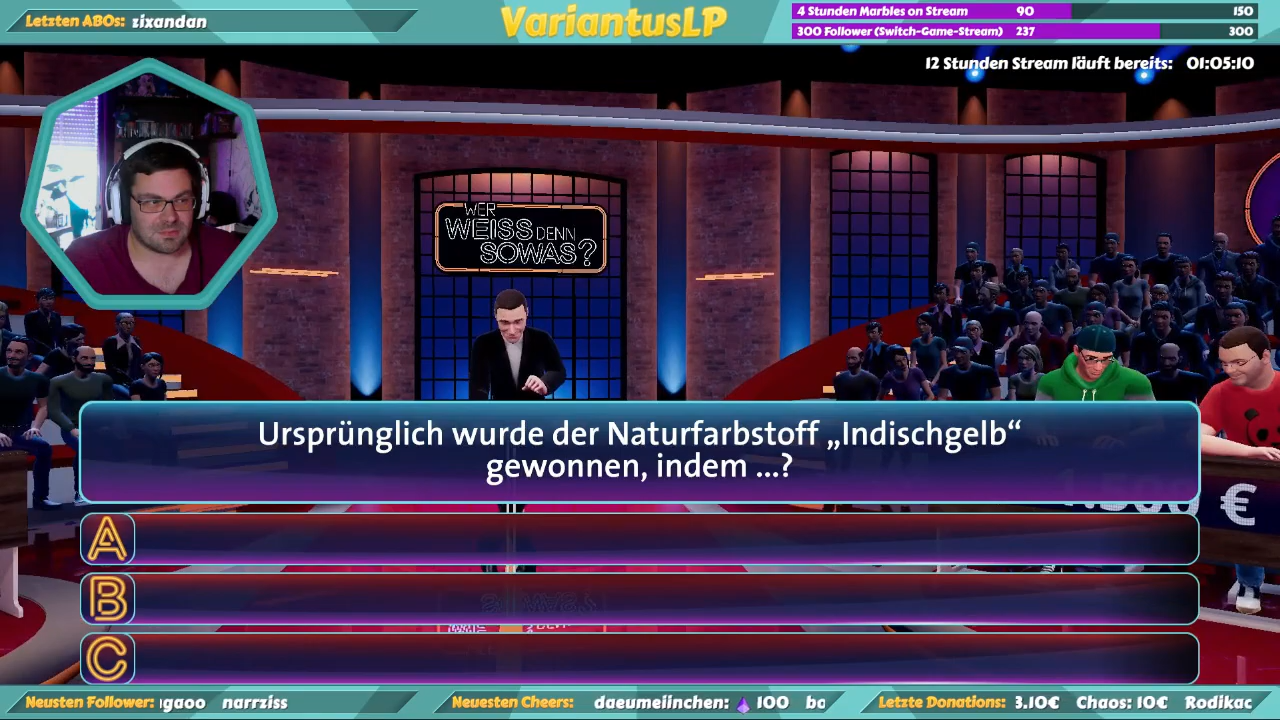 Letzten ABOs: zixandan
VariantusLP
4 Stunden Marbles on Stream 90 150
300 Follower (Switch-Game-Stream) 237 300
12 Stunden Stream läuft bereits: 01:05:10
WER
WEISS DENN
SOWAS?
Ursprünglich wurde der Naturfarbstoff „Indischgelb“
gewonnen, indem ...?
€
A
B
C
Neusten Follower: gaoo narrziss
Neuesten Cheers: daeumeiinchen: 100 bo
Letzte Donations: 3.10€ Chaos: 10€ Rodikac